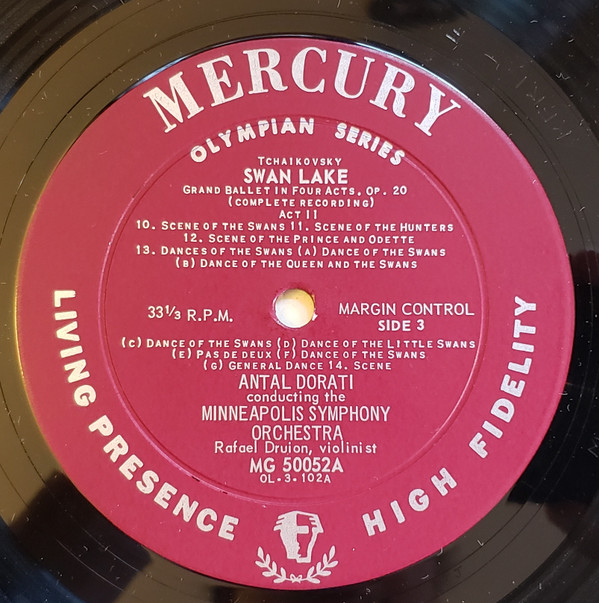 MERCURY
OLYMPIAN SERIES
TCHAIKOVSKY
SWAN LAKE
GRAND BALLET IN FOUR ACTS, OP. 20
(COMPLETE RECORDING)
ACT II
10. SCENE OF THE SWANS 11. SCENE OF THE HUNTERS
12. SCENE OF THE PRINCE AND ODETTE
13. DANCES OF THE SWANS (A) DANCE OF THE SWANS
(B) DANCE OF THE QUEEN AND THE SWANS
33⅓ R.P.M.
MARGIN CONTROL
SIDE 3
(C) DANCE OF THE SWANS (D) DANCE OF THE LITTLE SWANS
(E) PAS DE DEUX (F) DANCE OF THE SWANS
(G) GENERAL DANCE 14. SCENE
ANTAL DORATI
conducting the
MINNEAPOLIS SYMPHONY
ORCHESTRA
Rafael Druion, violinist
MG 50052A
OL-3-102A
LIVING PRESENCE
HIGH FIDELITY